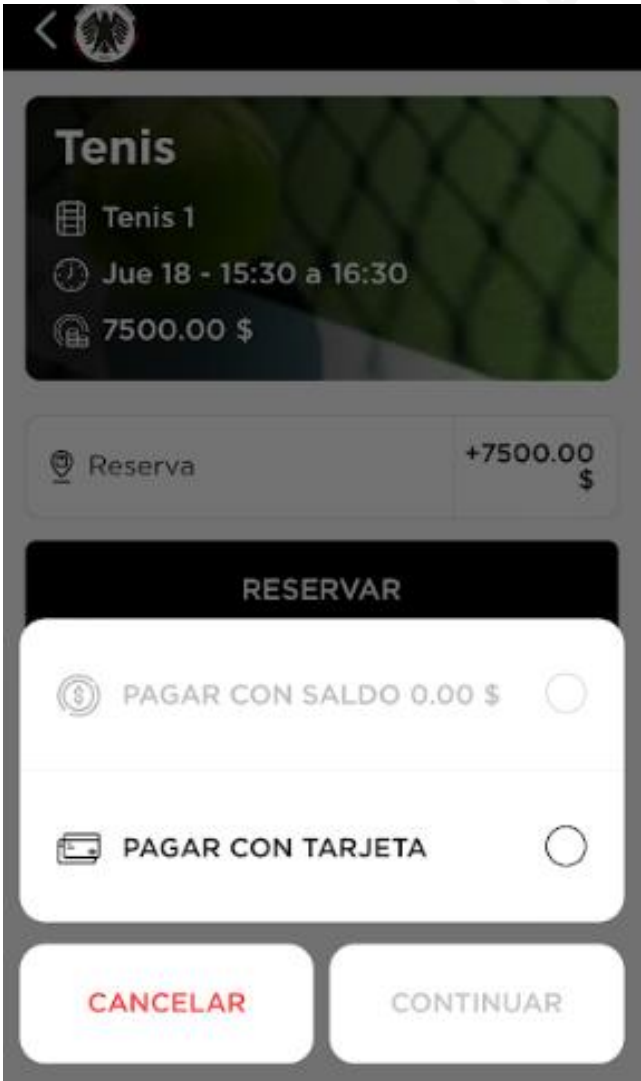 Tenis
Tenis 1
Jue 18 - 15:30 a 16:30
7500.00 $
Reserva
+7500.00
$
RESERVAR
PAGAR CON SALDO 0.00 $
PAGAR CON TARJETA
CANCELAR
CONTINUAR